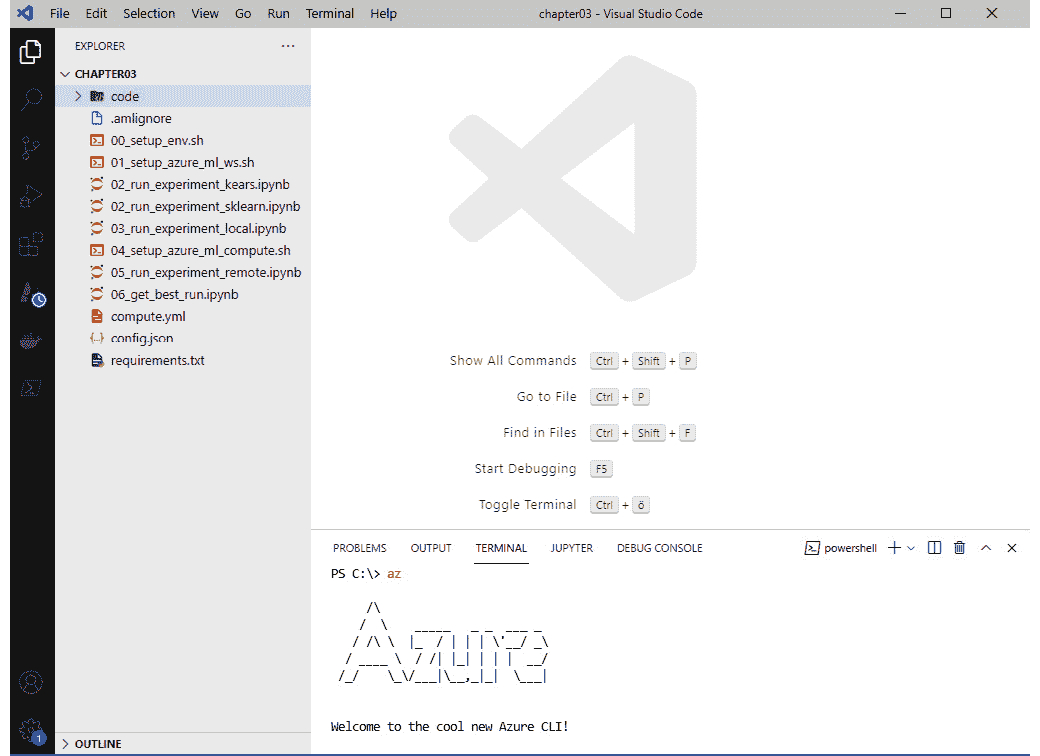 File Edit Selection View Go Run Terminal Help chapter03 - Visual Studio Code
EXPLORER ...
CHAPTER03
code
.amlignore
00_setup_env.sh
01_setup_azure_ml_ws.sh
02_run_experiment_kears.ipynb
02_run_experiment_sklearn.ipynb
03_run_experiment_local.ipynb
04_setup_azure_ml_compute.sh
05_run_experiment_remote.ipynb
06_get_best_run.ipynb
compute.yml
config.json
requirements.txt
Show All Commands Ctrl + Shift + P
Go to File Ctrl + P
Find in Files Ctrl + Shift + F
Start Debugging F5
Toggle Terminal Ctrl + ö
PROBLEMS OUTPUT TERMINAL JUPYTER DEBUG CONSOLE powershell
PS C:\> az
Azure
Welcome to the cool new Azure CLI!
1
OUTLINE